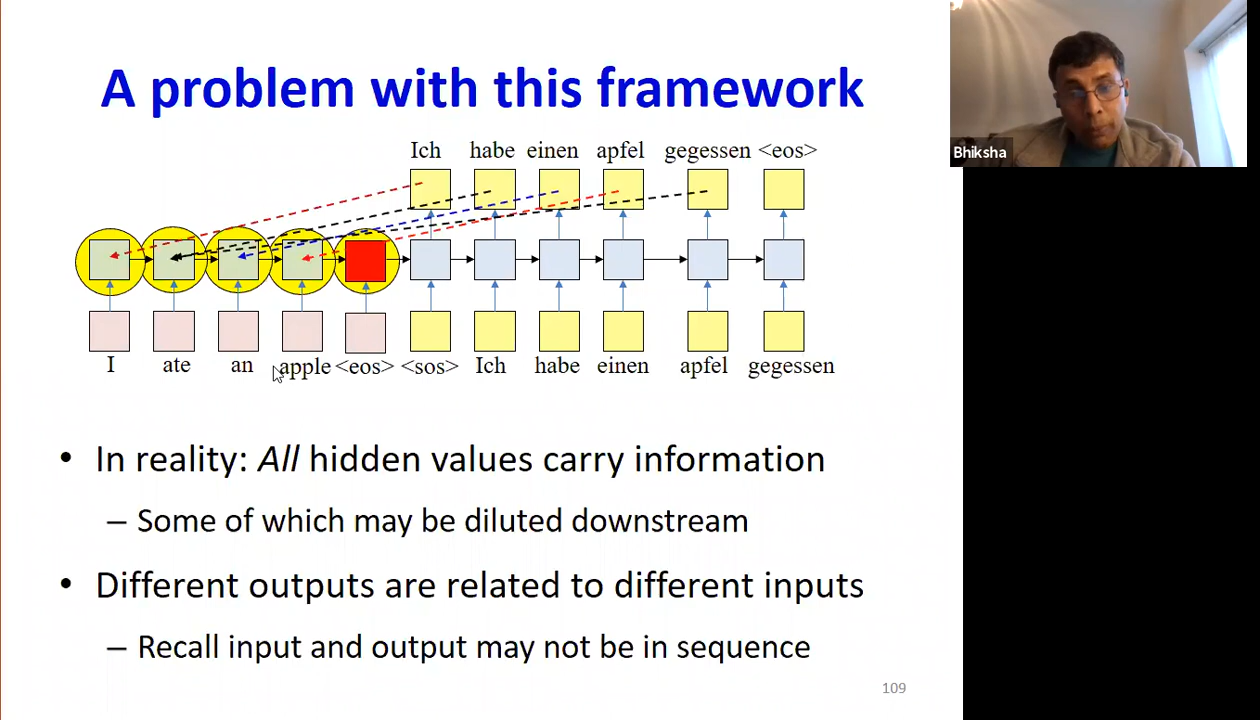 A problem with this framework
Bhiksha
Ich habe einen apfel gegessen <eos>
I ate an apple <eos> <sos> Ich habe einen apfel gegessen
• In reality: All hidden values carry information
– Some of which may be diluted downstream
• Different outputs are related to different inputs
– Recall input and output may not be in sequence
109